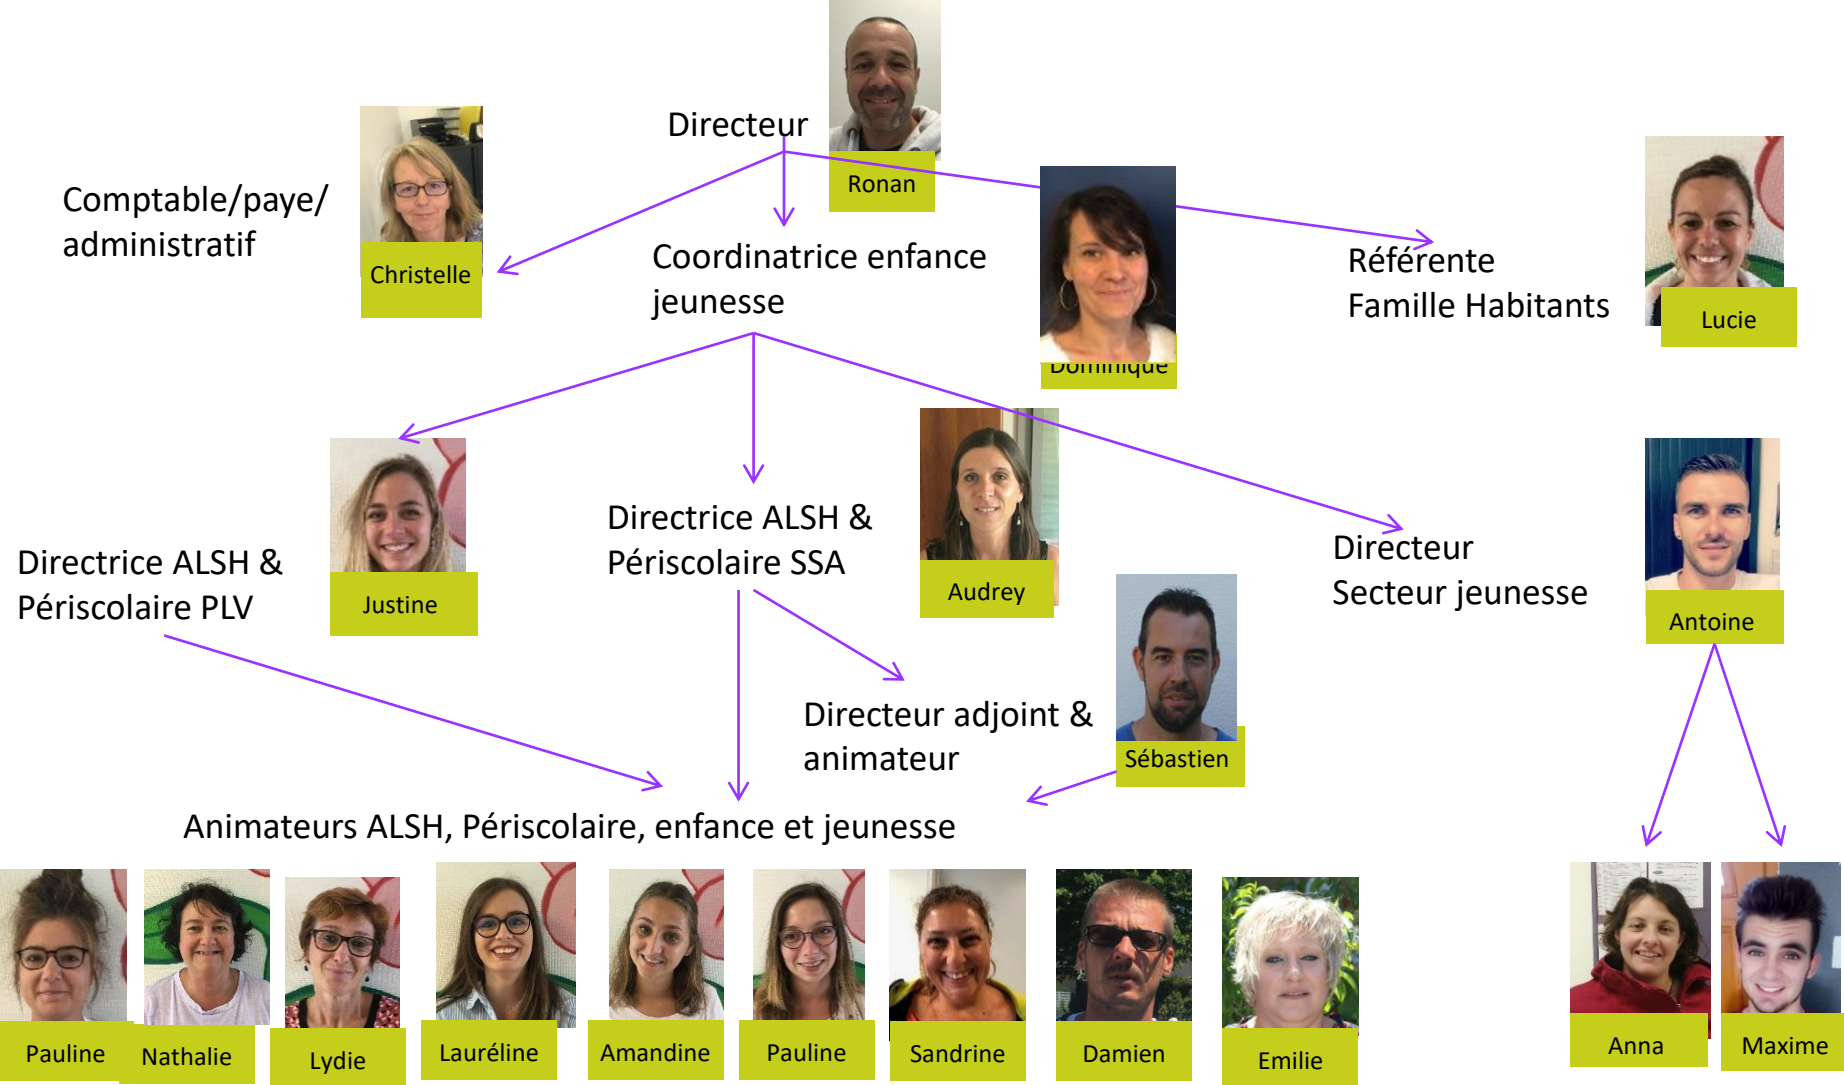 Directeur
Ronan
Comptable/paye/
administratif
Christelle
Coordinatrice enfance
jeunesse
Dominique
Référente
Famille Habitants
Lucie
Directrice ALSH &
Périscolaire PLV
Justine
Directrice ALSH &
Périscolaire SSA
Audrey
Directeur
Secteur jeunesse
Antoine
Directeur adjoint &
animateur
Sébastien
Animateurs ALSH, Périscolaire, enfance et jeunesse
Pauline
Nathalie
Lydie
Lauréline
Amandine
Pauline
Sandrine
Damien
Emilie
Anna
Maxime